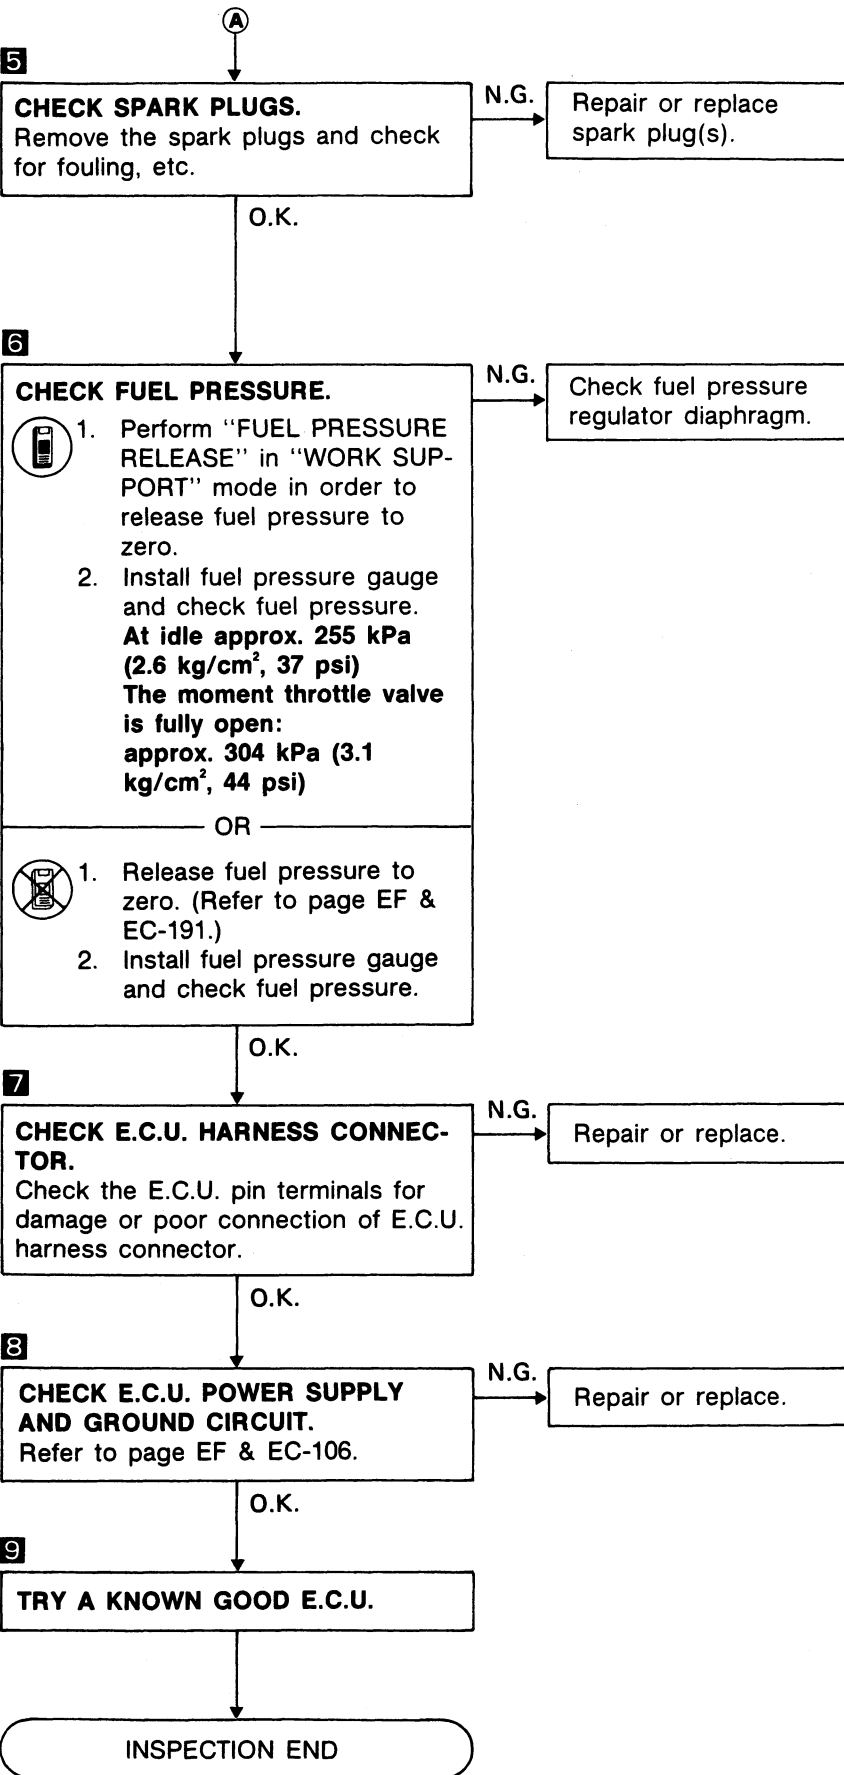 A
5
CHECK SPARK PLUGS.
Remove the spark plugs and check
for fouling, etc.
N.G.
Repair or replace
spark plug(s).
O.K.
6
CHECK FUEL PRESSURE.
1. Perform "FUEL PRESSURE
RELEASE" in "WORK SUP-
PORT" mode in order to
release fuel pressure to
zero.
2. Install fuel pressure gauge
and check fuel pressure.
At idle approx. 255 kPa
(2.6 kg/cm², 37 psi)
The moment throttle valve
is fully open:
approx. 304 kPa (3.1
kg/cm², 44 psi)
OR
1. Release fuel pressure to
zero. (Refer to page EF &
EC-191.)
2. Install fuel pressure gauge
and check fuel pressure.
N.G.
Check fuel pressure
regulator diaphragm.
O.K.
7
CHECK E.C.U. HARNESS CONNEC-
TOR.
Check the E.C.U. pin terminals for
damage or poor connection of E.C.U.
harness connector.
N.G.
Repair or replace.
O.K.
8
CHECK E.C.U. POWER SUPPLY
AND GROUND CIRCUIT.
Refer to page EF & EC-106.
N.G.
Repair or replace.
O.K.
9
TRY A KNOWN GOOD E.C.U.
INSPECTION END